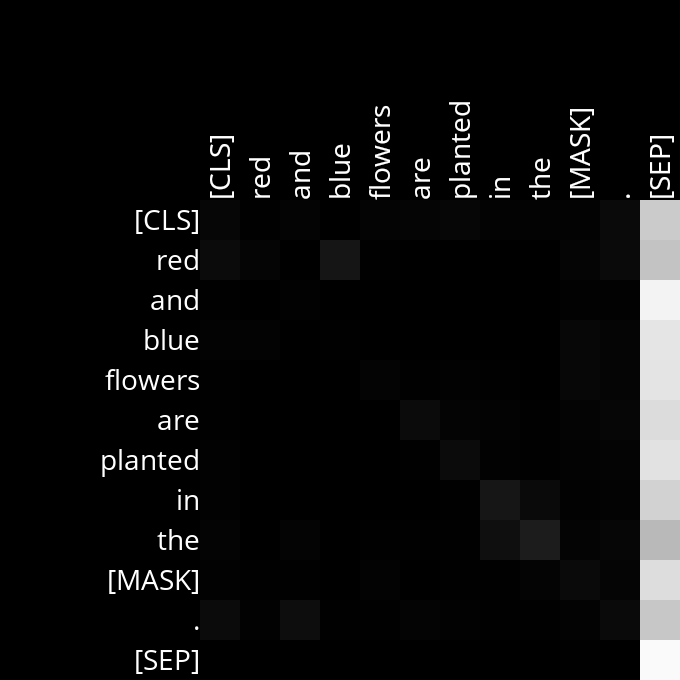 [CLS] red and blue flowers are planted in the [MASK] . [SEP]
[CLS]
red
and
blue
flowers
are
planted
in
the
[MASK]
.
[SEP]